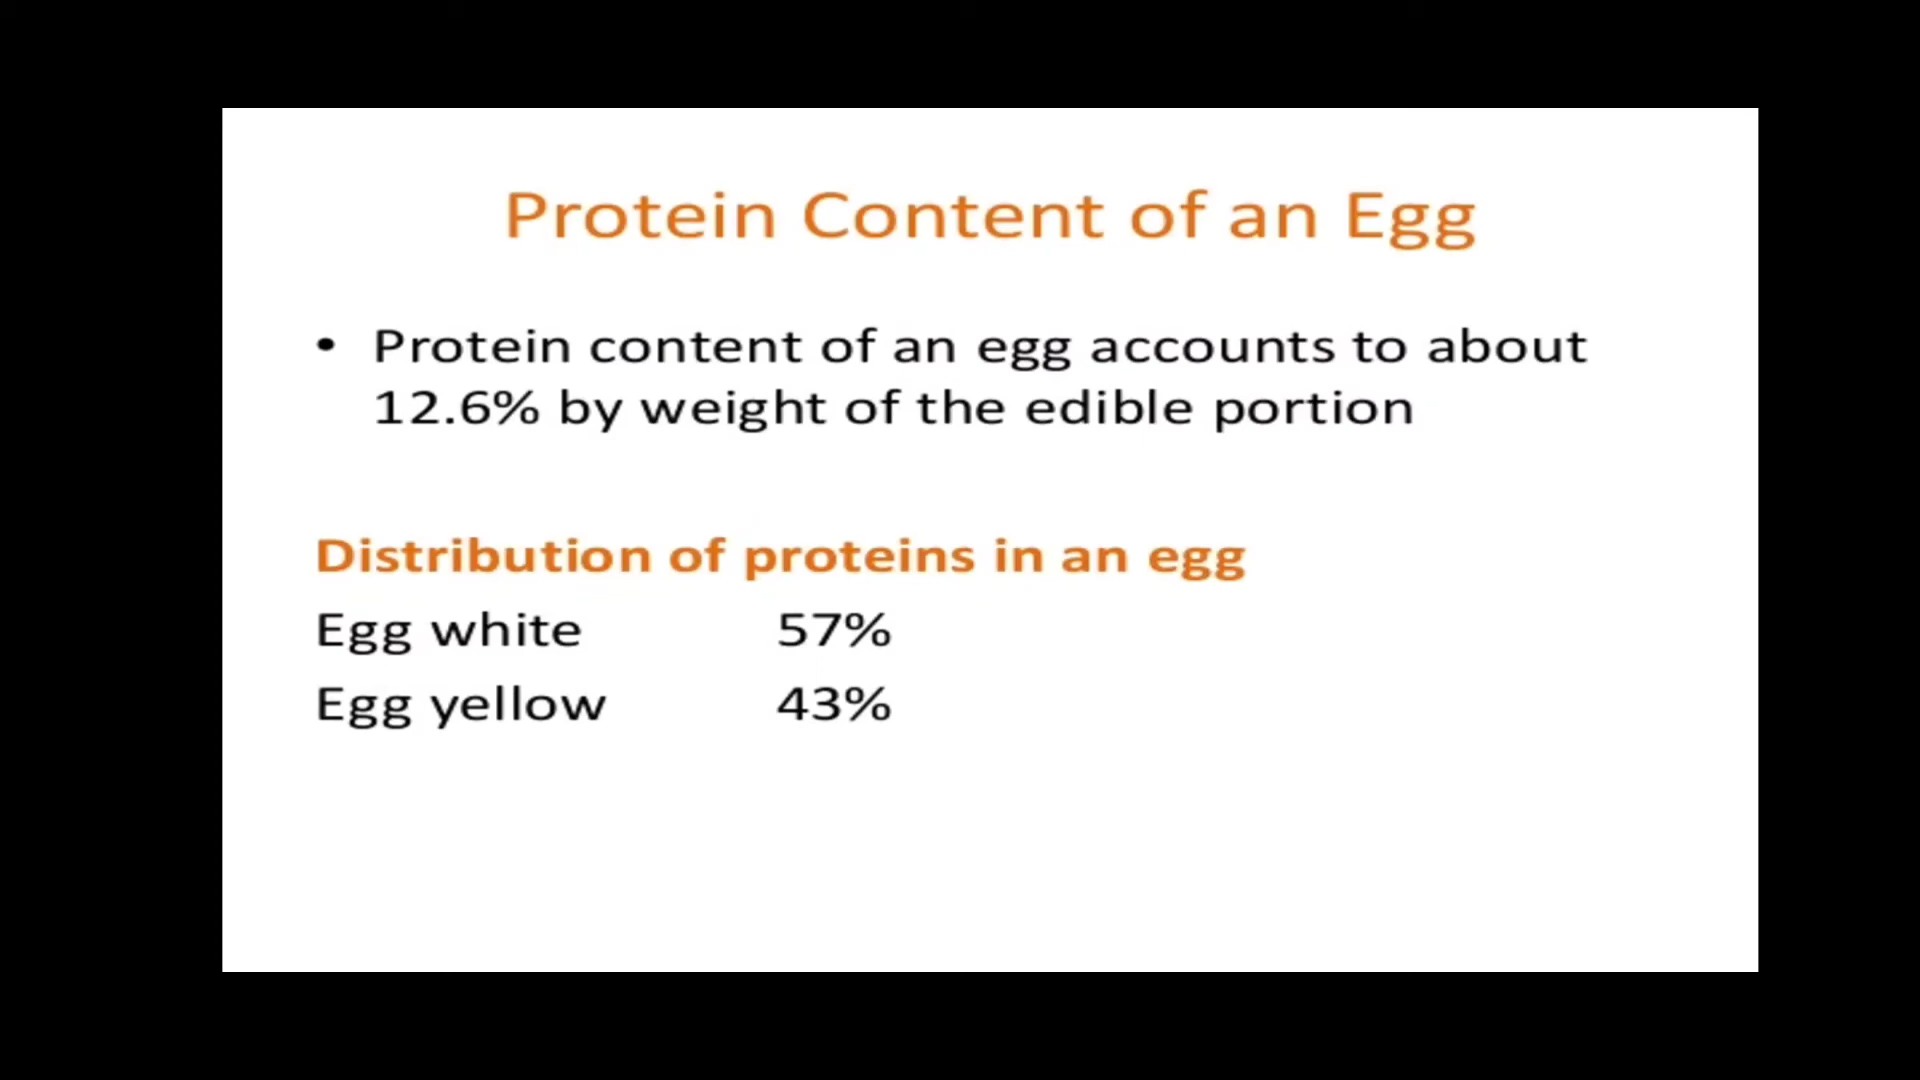 Protein Content of an Egg
• Protein content of an egg accounts to about
12.6% by weight of the edible portion
Distribution of proteins in an egg
Egg white 57%
Egg yellow 43%